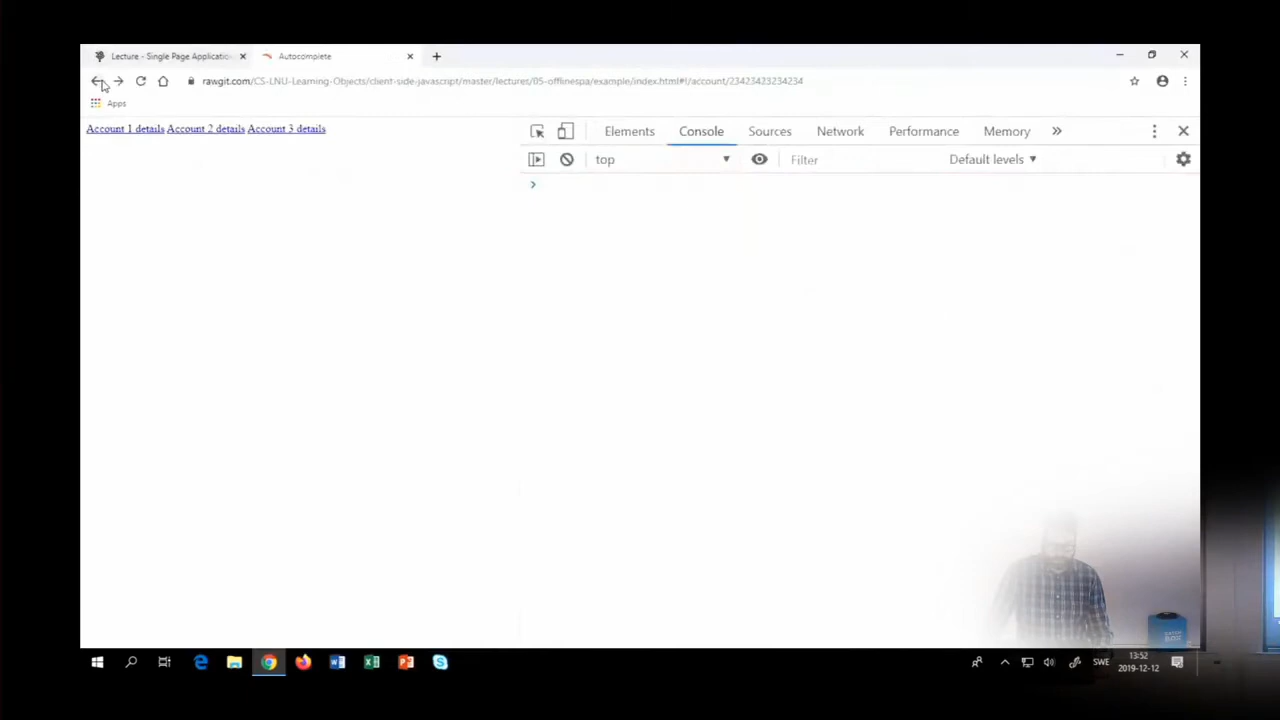 Lecture - Single Page Applicatio
Autocomplete
rawgit.com/CS-LNU-Learning-Objects/client-side-javascript/master/lectures/05-offlinespa/example/index.html#!/account/23423423234234
Apps
Account 1 details Account 2 details Account 3 details
Elements Console Sources Network Performance Memory »
top Filter Default levels
CATCH BOX
SWE
13:52
2019-12-12